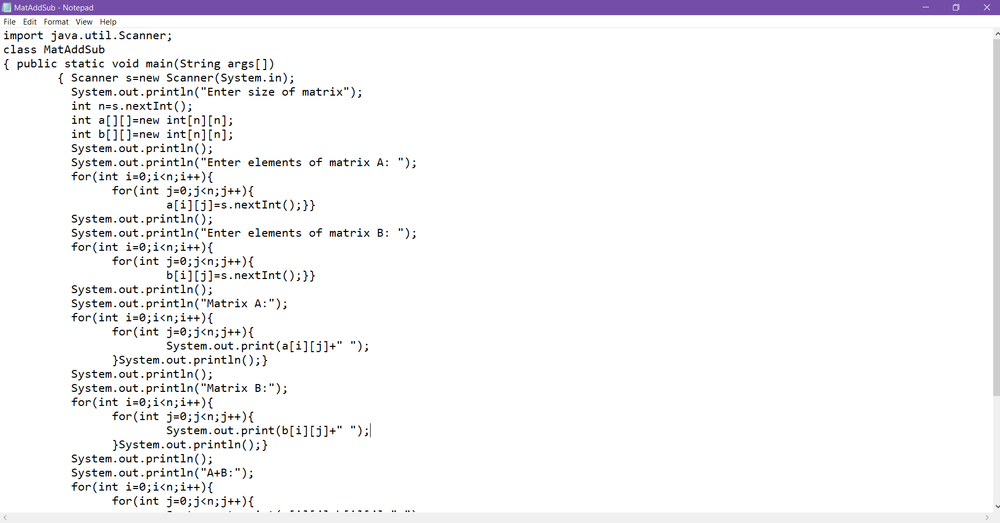 MatAddSub - Notepad
File Edit Format View Help
import java.util.Scanner;
class MatAddSub
{ public static void main(String args[])
{ Scanner s=new Scanner(System.in);
System.out.println("Enter size of matrix");
int n=s.nextInt();
int a[][]=new int[n][n];
int b[][]=new int[n][n];
System.out.println();
System.out.println("Enter elements of matrix A: ");
for(int i=0;i<n;i++){
for(int j=0;j<n;j++){
a[i][j]=s.nextInt();}}
System.out.println();
System.out.println("Enter elements of matrix B: ");
for(int i=0;i<n;i++){
for(int j=0;j<n;j++){
b[i][j]=s.nextInt();}}
System.out.println();
System.out.println("Matrix A:");
for(int i=0;i<n;i++){
for(int j=0;j<n;j++){
System.out.print(a[i][j]+" ");
}System.out.println();}
System.out.println();
System.out.println("Matrix B:");
for(int i=0;i<n;i++){
for(int j=0;j<n;j++){
System.out.print(b[i][j]+" ");
}System.out.println();}
System.out.println();
System.out.println("A+B:");
for(int i=0;i<n;i++){
for(int j=0;j<n;j++){